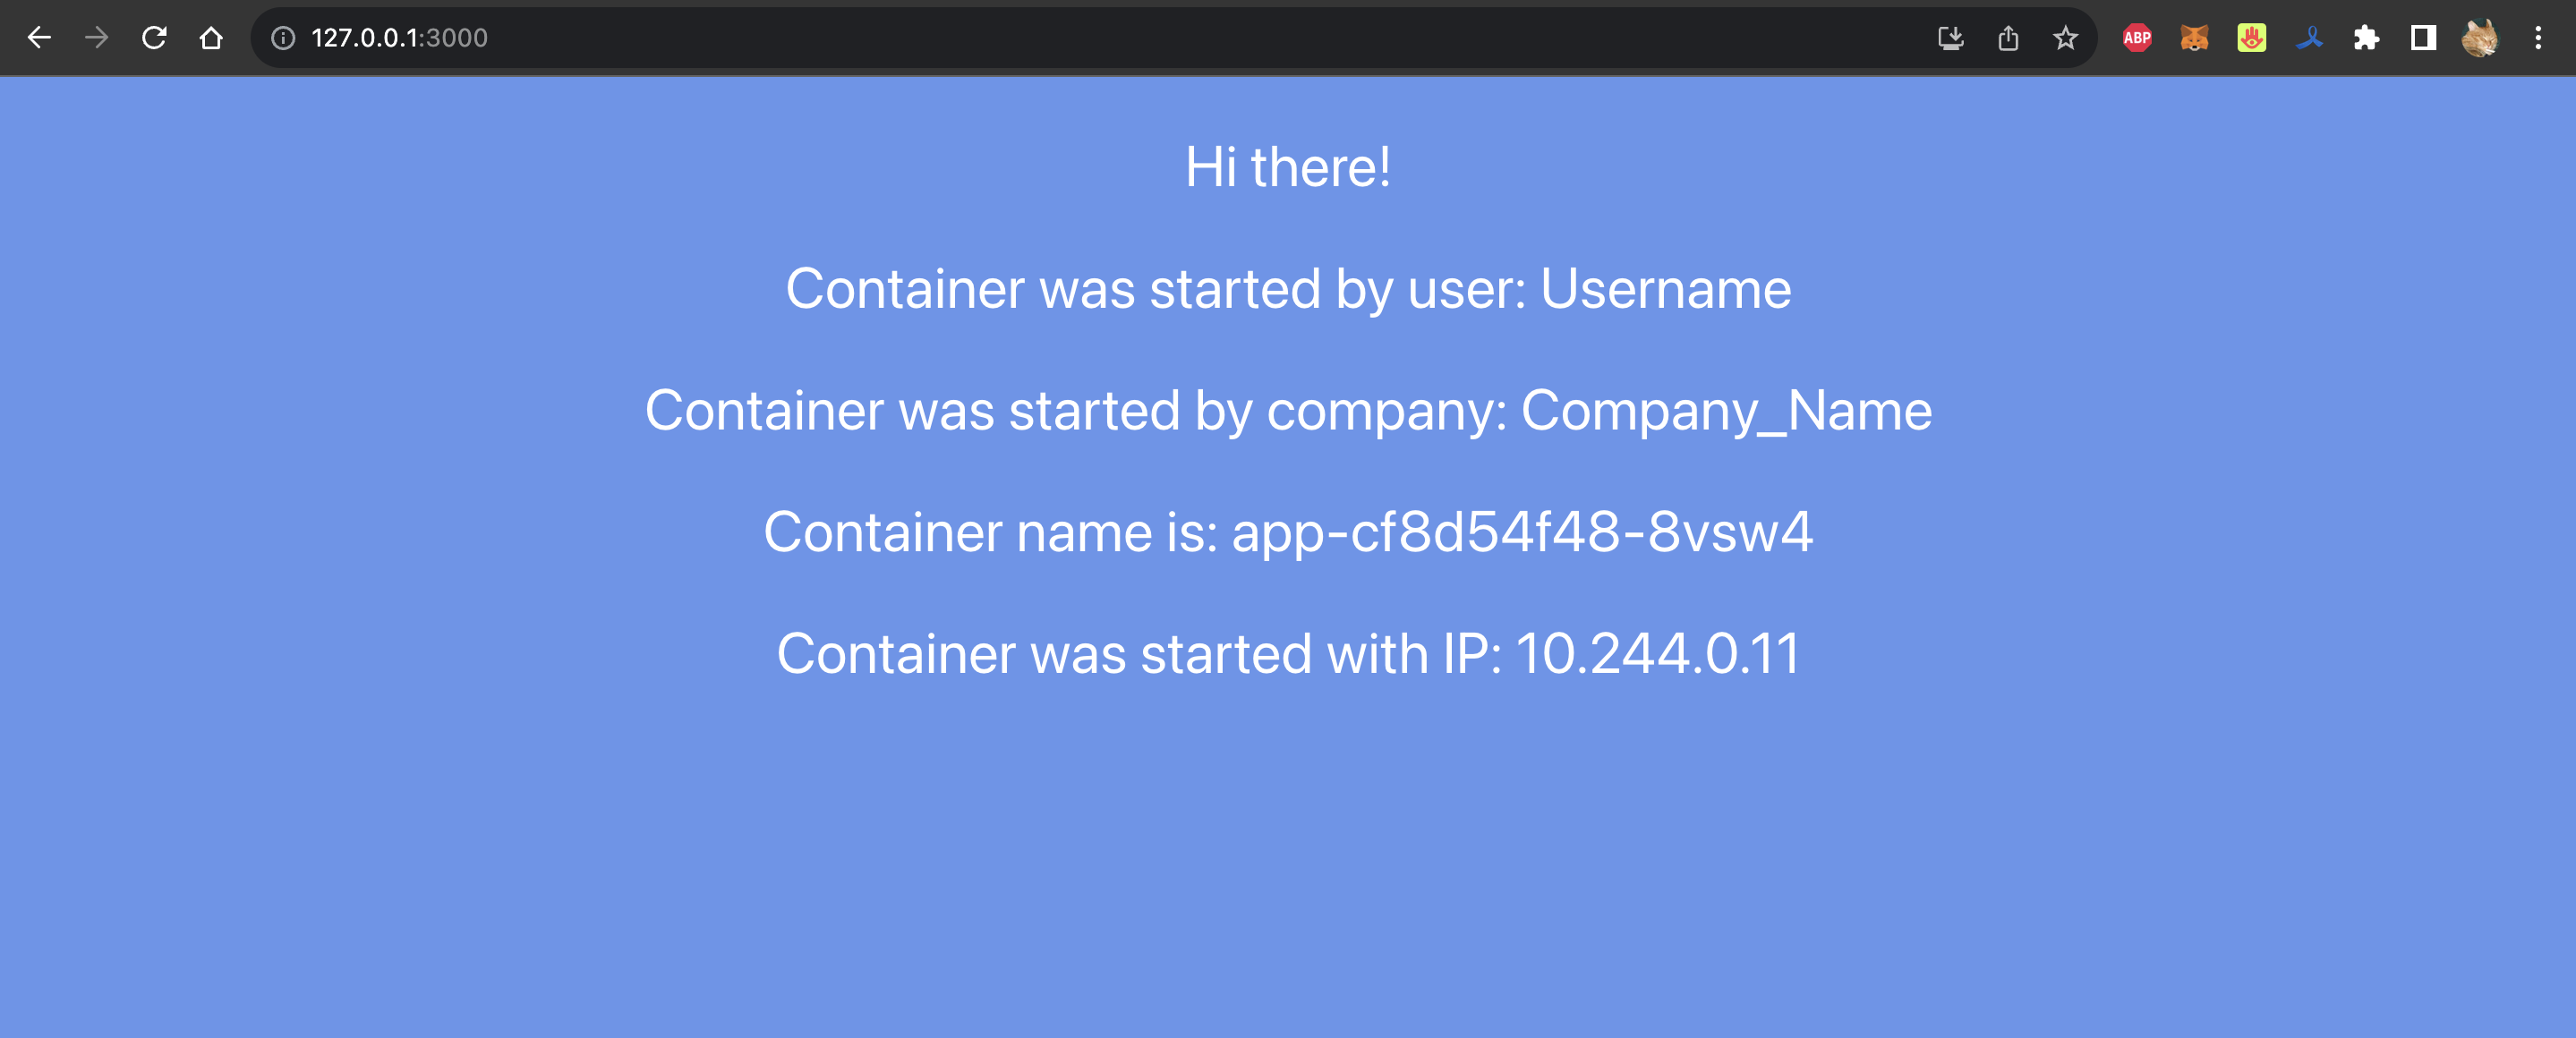 127.0.0.1:3000
ABP
Hi there!
Container was started by user: Username
Container was started by company: Company_Name
Container name is: app-cf8d54f48-8vsw4
Container was started with IP: 10.244.0.11